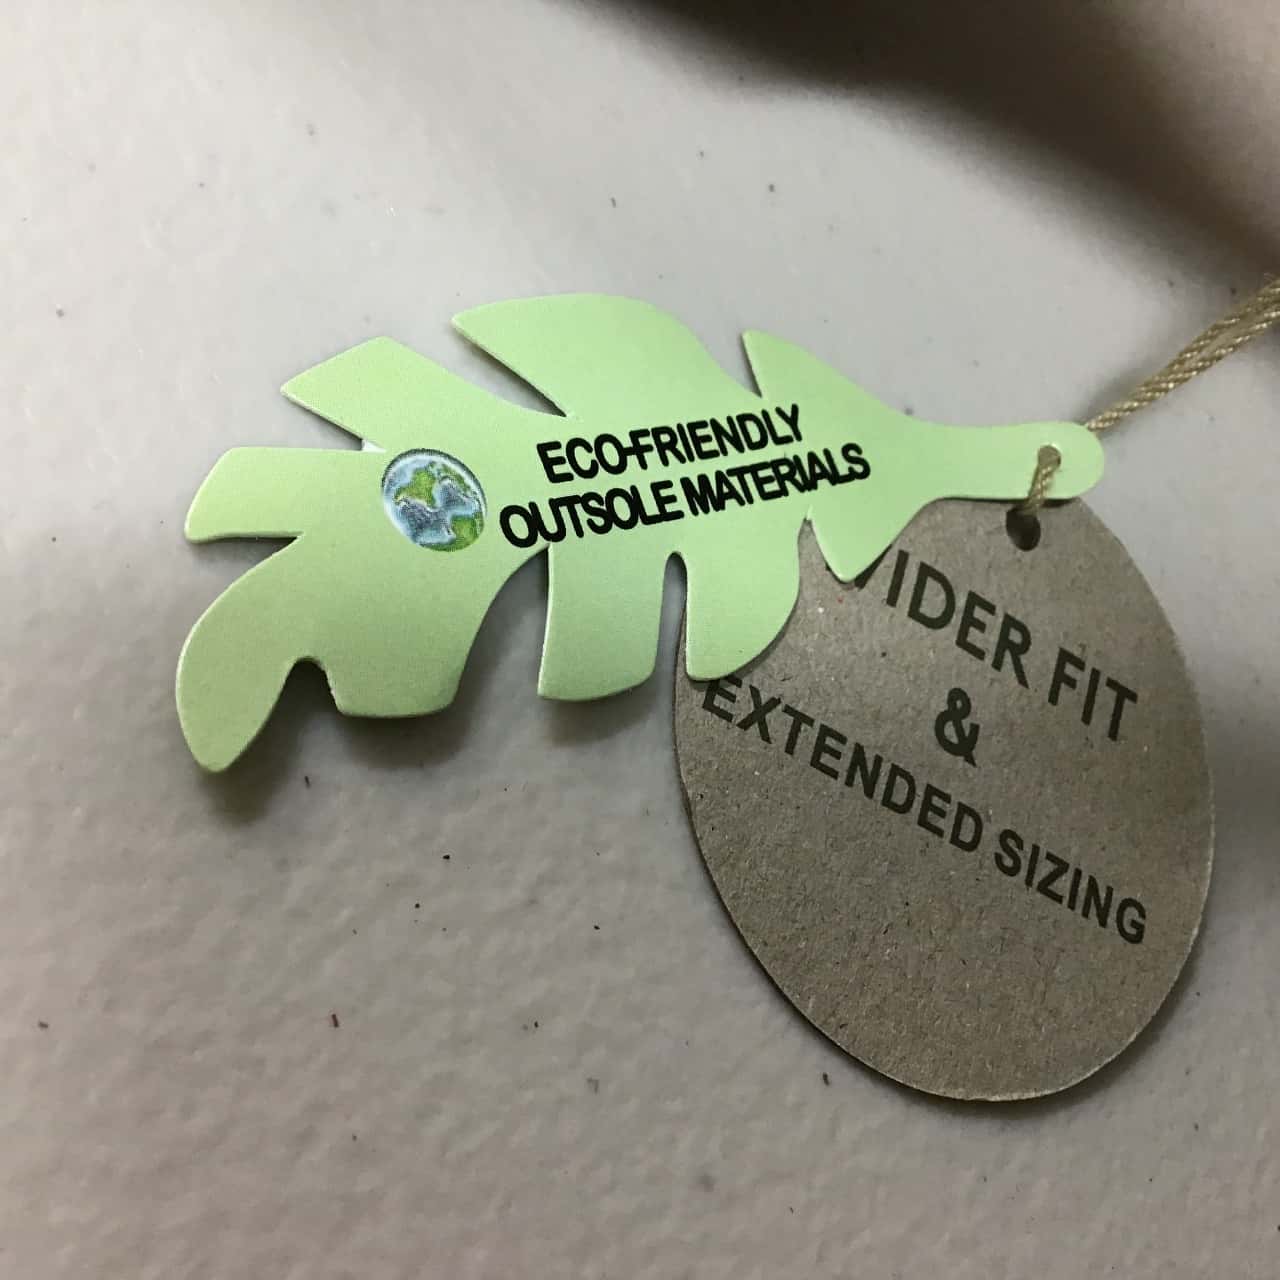 ECO-FRIENDLY
OUTSOLE MATERIALS
WIDER FIT
&
EXTENDED SIZING